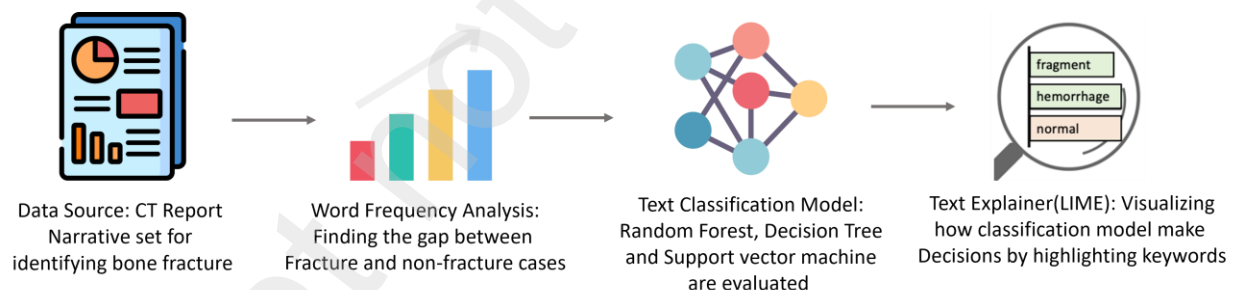 fragment
hemorrhage
normal
Data Source: CT Report
Narrative set for
identifying bone fracture
Word Frequency Analysis:
Finding the gap between
Fracture and non-fracture cases
Text Classification Model:
Random Forest, Decision Tree
and Support vector machine
are evaluated
Text Explainer(LIME): Visualizing
how classification model make
Decisions by highlighting keywords
not